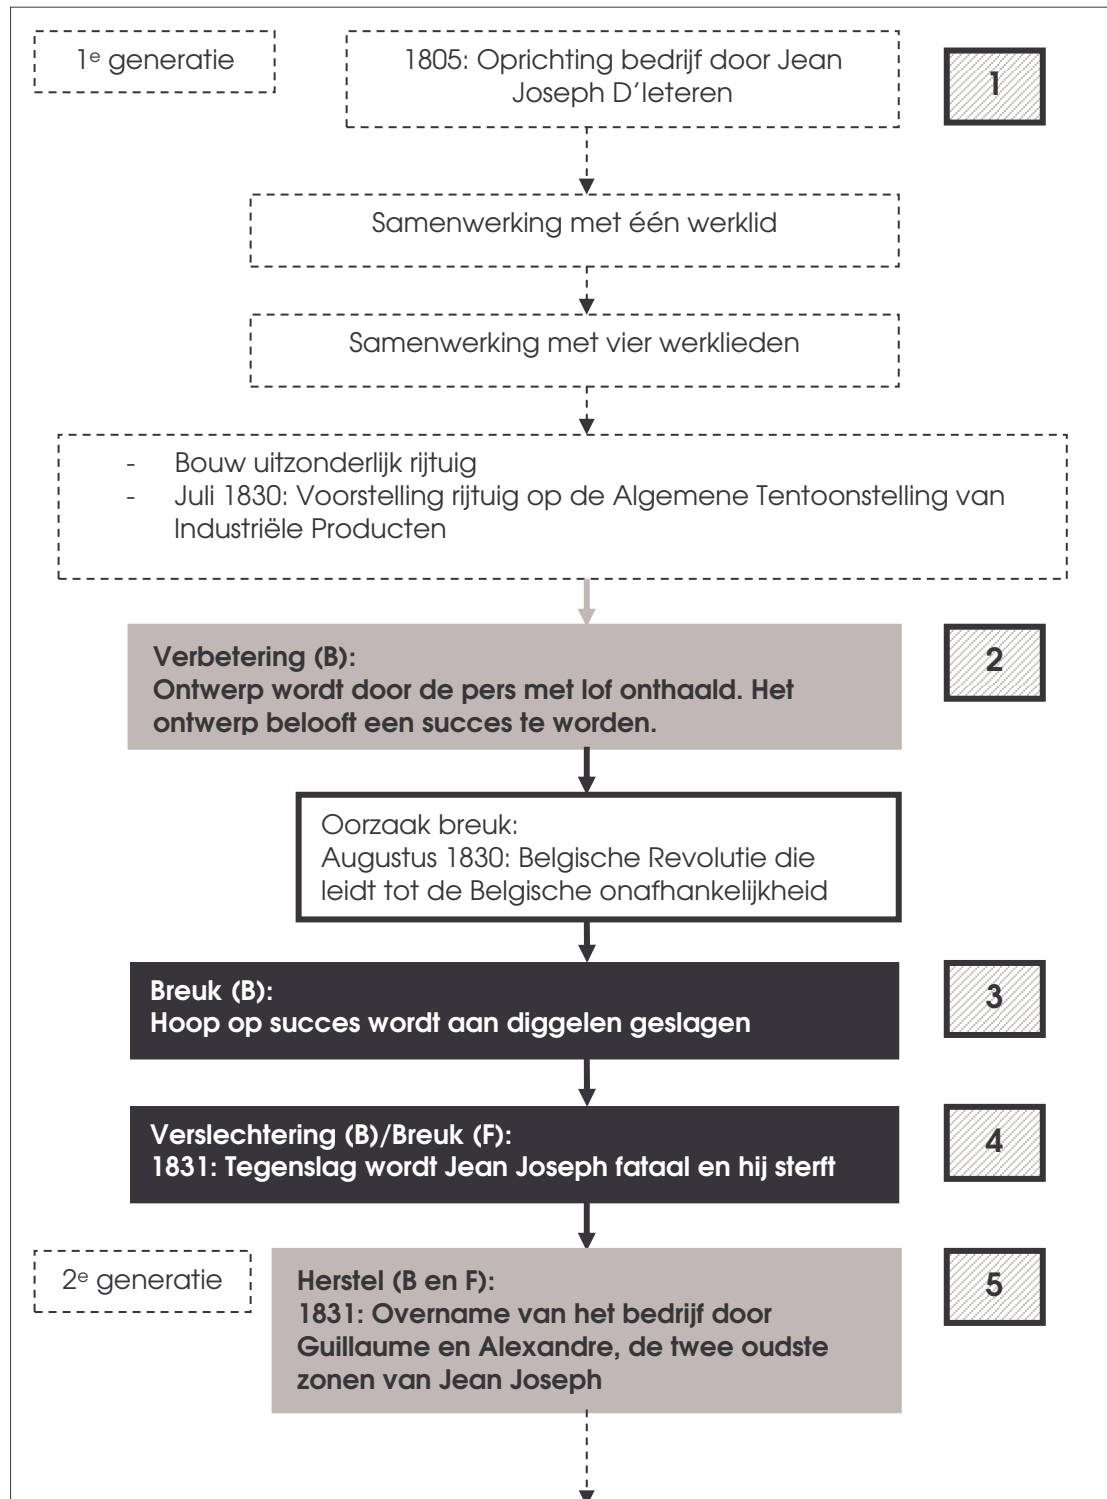 1e generatie
1805: Oprichting bedrijf door Jean
Joseph D'Ieteren
1
Samenwerking met één werklid
Samenwerking met vier werklieden
- Bouw uitzonderlijk rijtuig
- Juli 1830: Voorstelling rijtuig op de Algemene Tentoonstelling van
Industriële Producten
Verbetering (B):
Ontwerp wordt door de pers met lof onthaald. Het
ontwerp belooft een succes te worden.
2
Oorzaak breuk:
Augustus 1830: Belgische Revolutie die
leidt tot de Belgische onafhankelijkheid
Breuk (B):
Hoop op succes wordt aan diggelen geslagen
3
Verslechtering (B)/Breuk (F):
1831: Tegenslag wordt Jean Joseph fataal en hij sterft
4
2e generatie
Herstel (B en F):
1831: Overname van het bedrijf door
Guillaume en Alexandre, de twee oudste
zonen van Jean Joseph
5